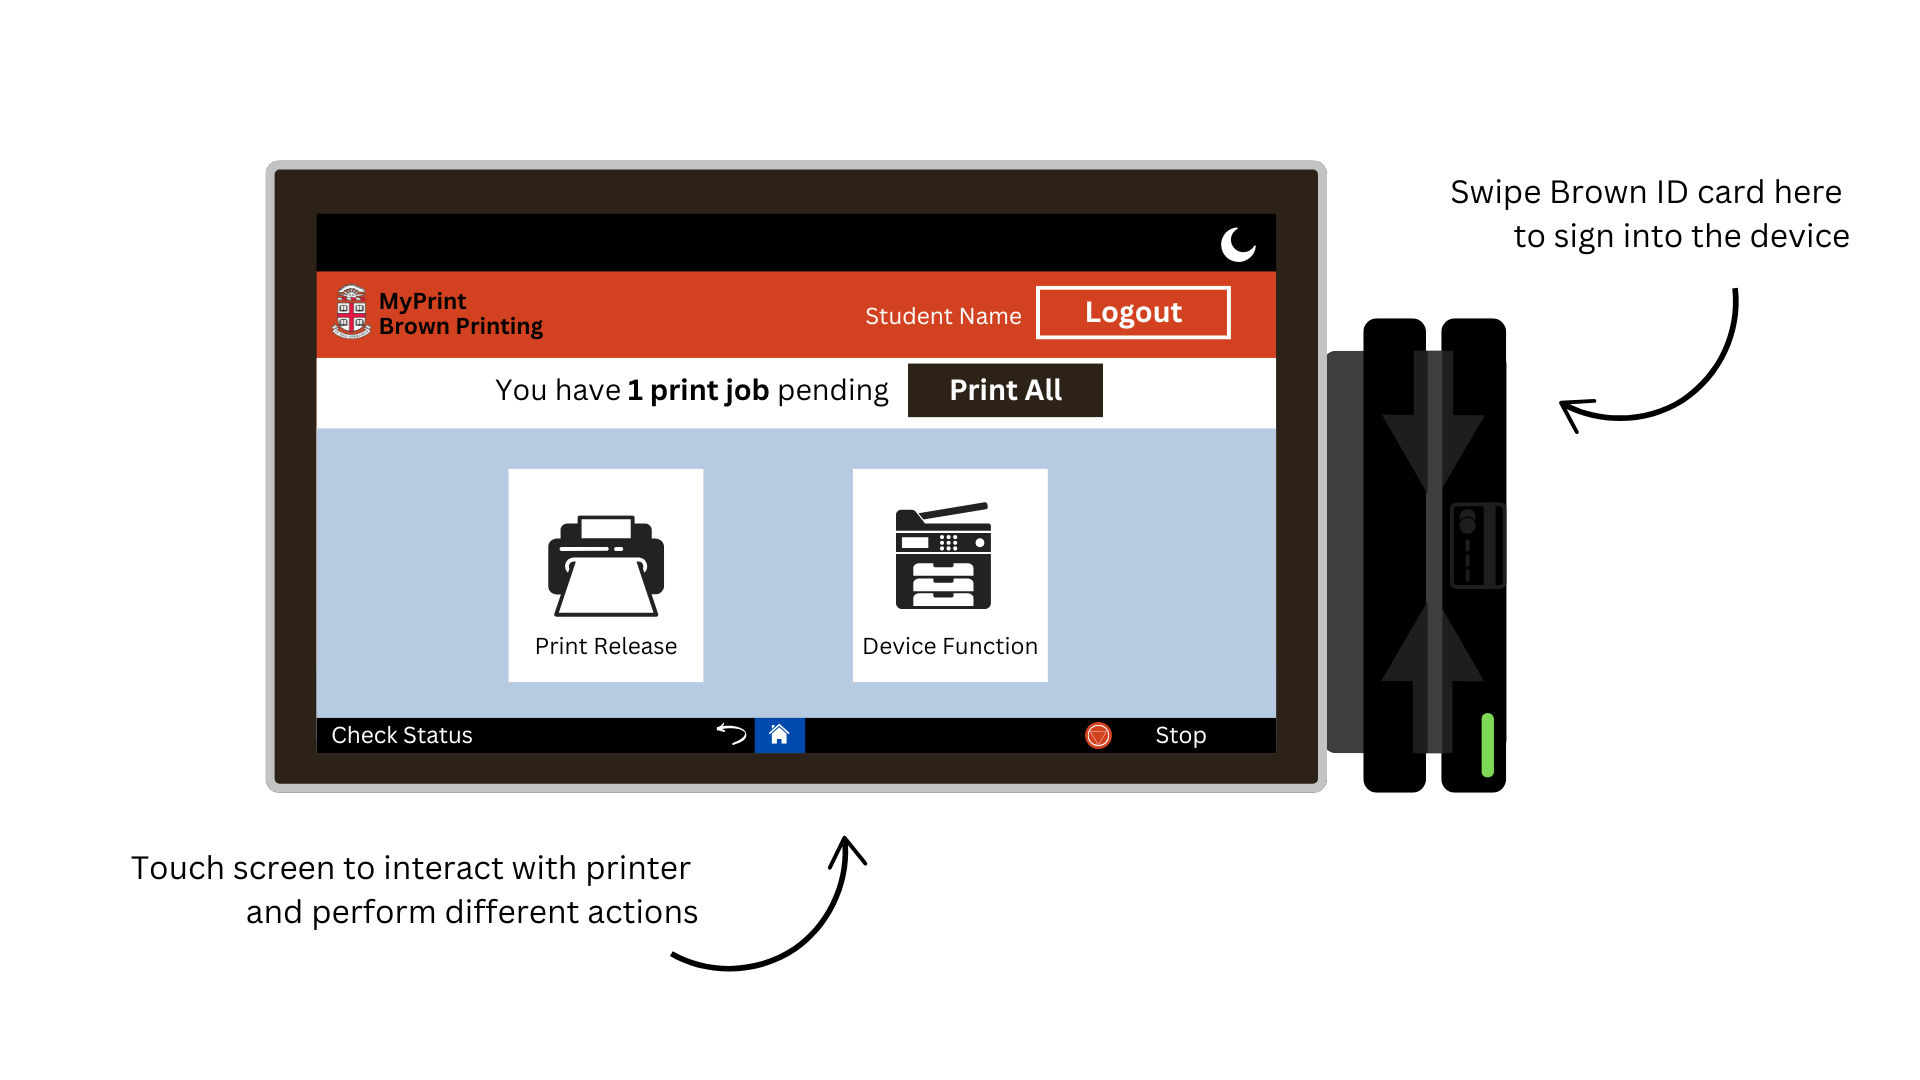 Swipe Brown ID card here
to sign into the device
MyPrint
Brown Printing
Student Name
Logout
You have 1 print job pending
Print All
Print Release
Device Function
Check Status
Stop
Touch screen to interact with printer
and perform different actions